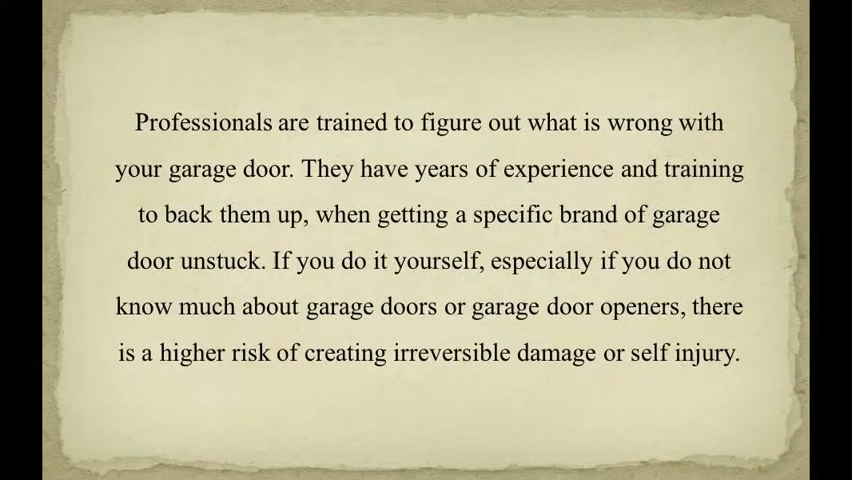 Professionals are trained to figure out what is wrong with
your garage door. They have years of experience and training
to back them up, when getting a specific brand of garage
door unstuck. If you do it yourself, especially if you do not
know much about garage doors or garage door openers, there
is a higher risk of creating irreversible damage or self injury.